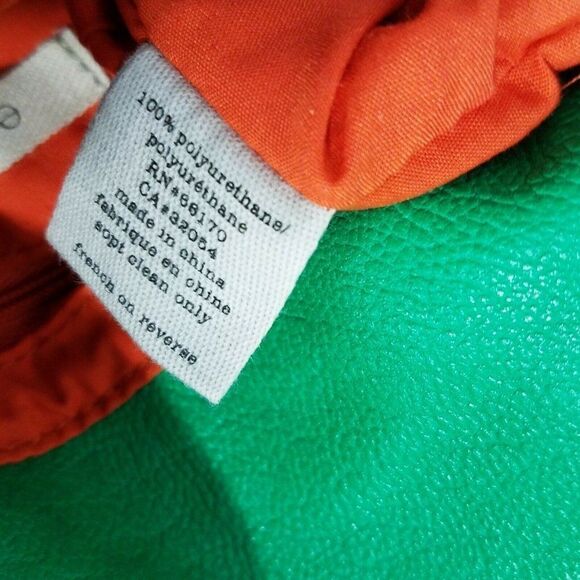 100% polyurethane/
polyuréthane
RN#66170
CA#32054
made in china
fabriqué en chine
sopt clean only
french on reverse